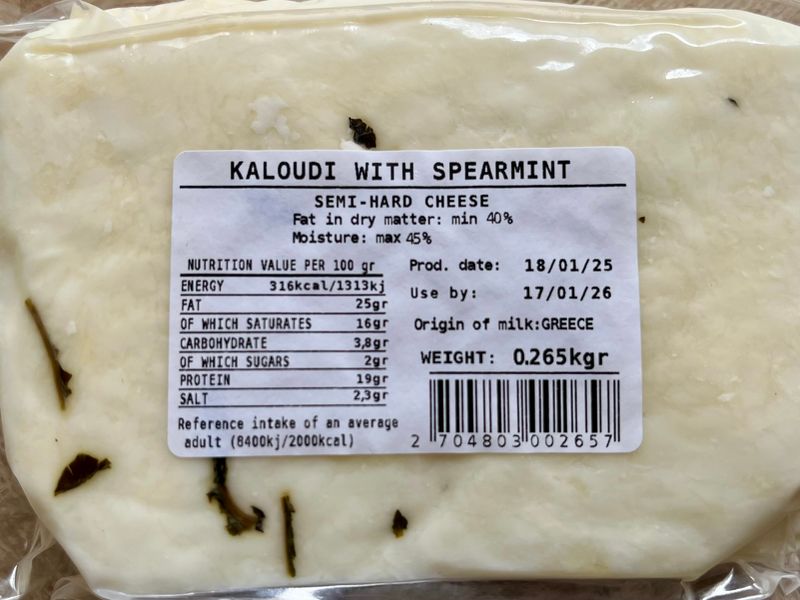 KALOUDI WITH SPEARMINT
SEMI-HARD CHEESE
Fat in dry matter: min 40%
Moisture: max 45%
NUTRITION VALUE PER 100 gr
ENERGY 316kcal/1313kj
FAT 25gr
OF WHICH SATURATES 16gr
CARBOHYDRATE 3,8gr
OF WHICH SUGARS 2gr
PROTEIN 19gr
SALT 2,3gr
Reference intake of an average
adult (8400kj/2000kcal)
Prod. date: 18/01/25
Use by: 17/01/26
Origin of milk:GREECE
WEIGHT: 0.265kgr
2 704803 002657